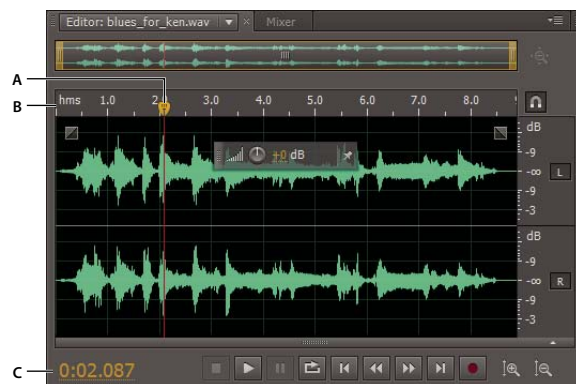 Editor: blues_for_ken.wav × Mixer
A
B
hms 1.0 2.0 3.0 4.0 5.0 6.0 7.0 8.0
dB
+0 dB
-9
-∞ L
-9
-3
dB
-9
-∞ R
-9
-3
C
0:02.087